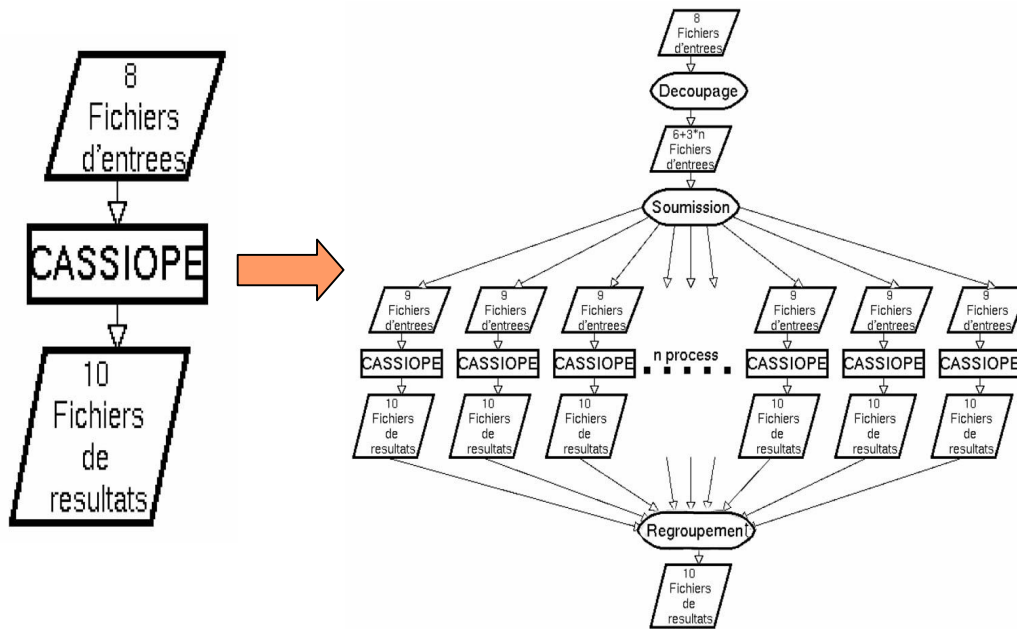 8
Fichiers
d'entrees
CASSIOPE
10
Fichiers
de
resultats
8
Fichiers
d'entrees
Decoupage
6+3*n
Fichiers
d'entrees
Soumission
9
Fichiers
d'entrees
9
Fichiers
d'entrees
9
Fichiers
d'entrees
9
Fichiers
d'entrees
9
Fichiers
d'entrees
9
Fichiers
d'entrees
CASSIOPE
CASSIOPE
CASSIOPE
n process
CASSIOPE
CASSIOPE
CASSIOPE
10
Fichiers
de
resultats
10
Fichiers
de
resultats
10
Fichiers
de
resultats
10
Fichiers
de
resultats
10
Fichiers
de
resultats
10
Fichiers
de
resultats
Regroupement
10
Fichiers
de
resultats